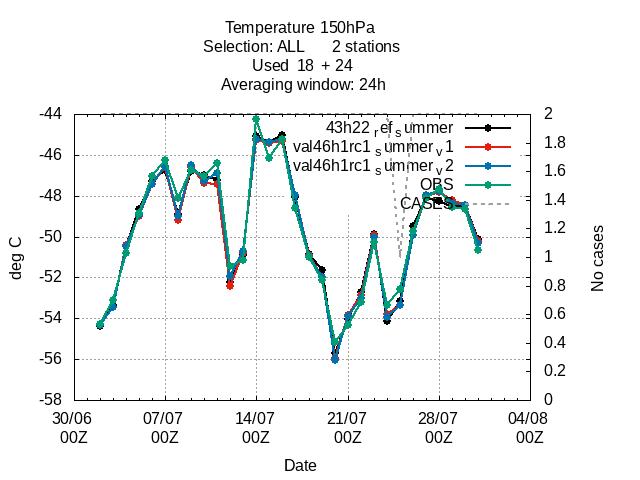 Temperature 150hPa
Selection: ALL 2 stations
Used 18 + 24
Averaging window: 24h
-44
-46
-48
-50
-52
-54
-56
-58
deg C
2
1.8
1.6
1.4
1.2
1
0.8
0.6
0.4
0.2
0
No cases
43h22refsummer
val46h1rc1summerv1
val46h1rc1summerv2
OBS
CASES
30/06 07/07 14/07 21/07 28/07 04/08
00Z 00Z 00Z 00Z 00Z 00Z
Date